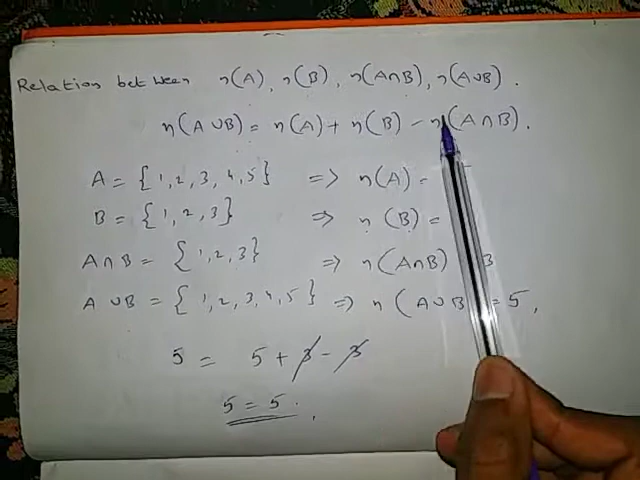 Relation between n(A), n(B), n(A∩B), n(A∪B).
n(A∪B) = n(A) + n(B) - n(A∩B).
A = {1,2,3,4,5} => n(A) =
B = {1,2,3} => n(B) =
A∩B = {1,2,3} => n(A∩B) 3
A∪B = {1,2,3,4,5} => n(A∪B = 5,
5 = 5 + 3 - 3
5 = 5.